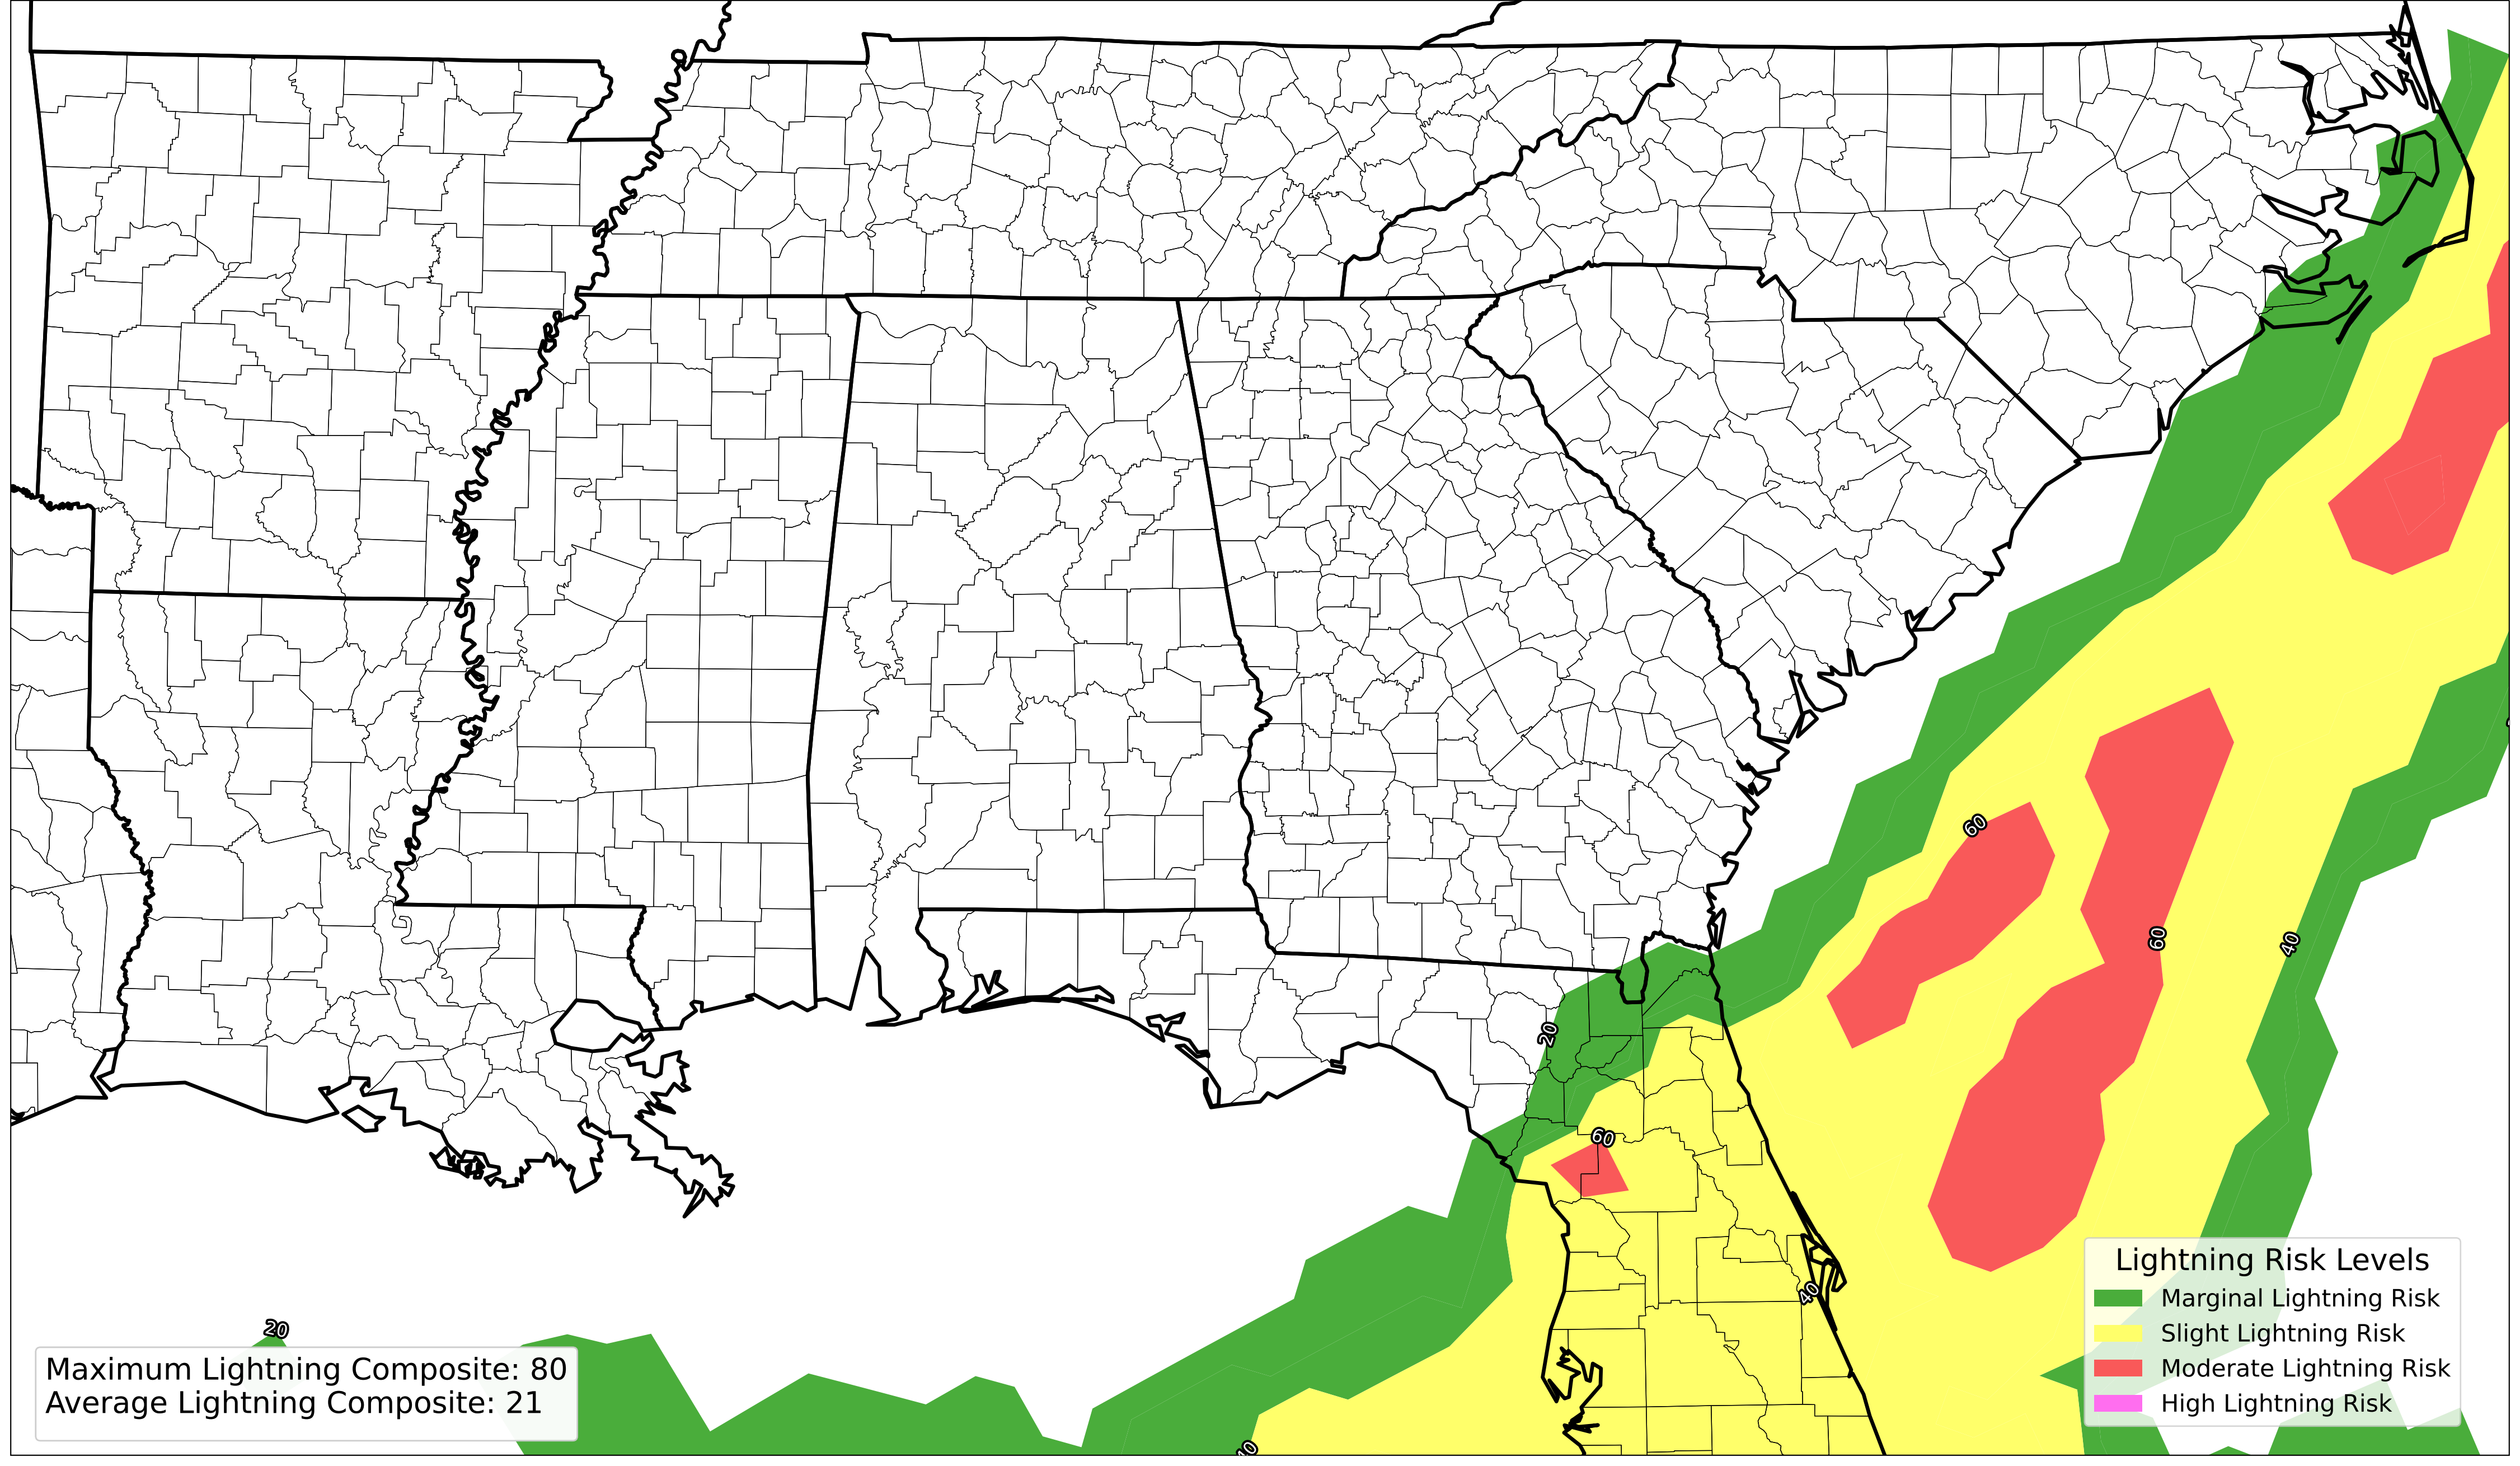 60
60
40
20
60
40
20
40
Maximum Lightning Composite: 80
Average Lightning Composite: 21
Lightning Risk Levels
Marginal Lightning Risk
Slight Lightning Risk
Moderate Lightning Risk
High Lightning Risk